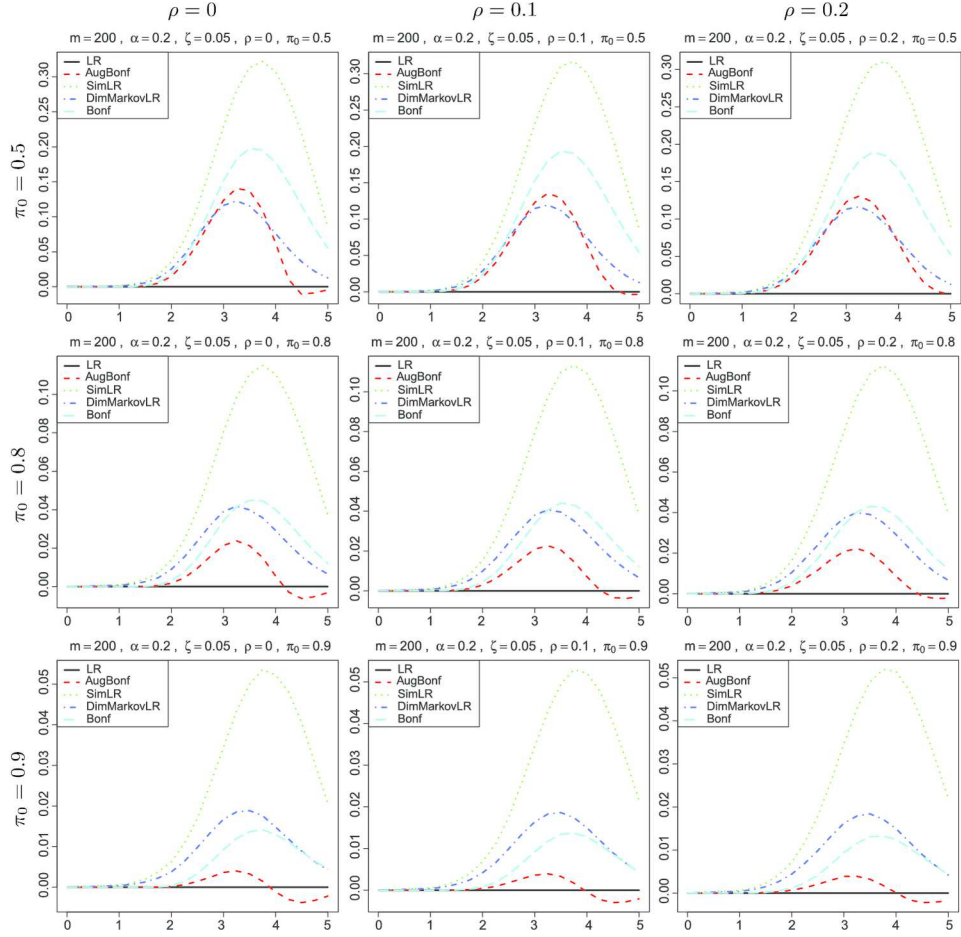 ρ = 0 ρ = 0.1 ρ = 0.2
π₀ = 0.5
m = 200 , α = 0.2 , ζ = 0.05 , ρ = 0 , π₀ = 0.5
LR
AugBonf
SimLR
DimMarkovLR
Bonf
0.00 0.05 0.10 0.15 0.20 0.25 0.30
0 1 2 3 4 5
m = 200 , α = 0.2 , ζ = 0.05 , ρ = 0.1 , π₀ = 0.5
LR
AugBonf
SimLR
DimMarkovLR
Bonf
0.00 0.05 0.10 0.15 0.20 0.25 0.30
0 1 2 3 4 5
m = 200 , α = 0.2 , ζ = 0.05 , ρ = 0.2 , π₀ = 0.5
LR
AugBonf
SimLR
DimMarkovLR
Bonf
0.00 0.05 0.10 0.15 0.20 0.25 0.30
0 1 2 3 4 5
π₀ = 0.8
m = 200 , α = 0.2 , ζ = 0.05 , ρ = 0 , π₀ = 0.8
LR
AugBonf
SimLR
DimMarkovLR
Bonf
0.00 0.02 0.04 0.06 0.08 0.10
0 1 2 3 4 5
m = 200 , α = 0.2 , ζ = 0.05 , ρ = 0.1 , π₀ = 0.8
LR
AugBonf
SimLR
DimMarkovLR
Bonf
0.00 0.02 0.04 0.06 0.08 0.10
0 1 2 3 4 5
m = 200 , α = 0.2 , ζ = 0.05 , ρ = 0.2 , π₀ = 0.8
LR
AugBonf
SimLR
DimMarkovLR
Bonf
0.00 0.02 0.04 0.06 0.08 0.10
0 1 2 3 4 5
π₀ = 0.9
m = 200 , α = 0.2 , ζ = 0.05 , ρ = 0 , π₀ = 0.9
LR
AugBonf
SimLR
DimMarkovLR
Bonf
0.00 0.01 0.02 0.03 0.04 0.05
0 1 2 3 4 5
m = 200 , α = 0.2 , ζ = 0.05 , ρ = 0.1 , π₀ = 0.9
LR
AugBonf
SimLR
DimMarkovLR
Bonf
0.00 0.01 0.02 0.03 0.04 0.05
0 1 2 3 4 5
m = 200 , α = 0.2 , ζ = 0.05 , ρ = 0.2 , π₀ = 0.9
LR
AugBonf
SimLR
DimMarkovLR
Bonf
0.00 0.01 0.02 0.03 0.04 0.05
0 1 2 3 4 5